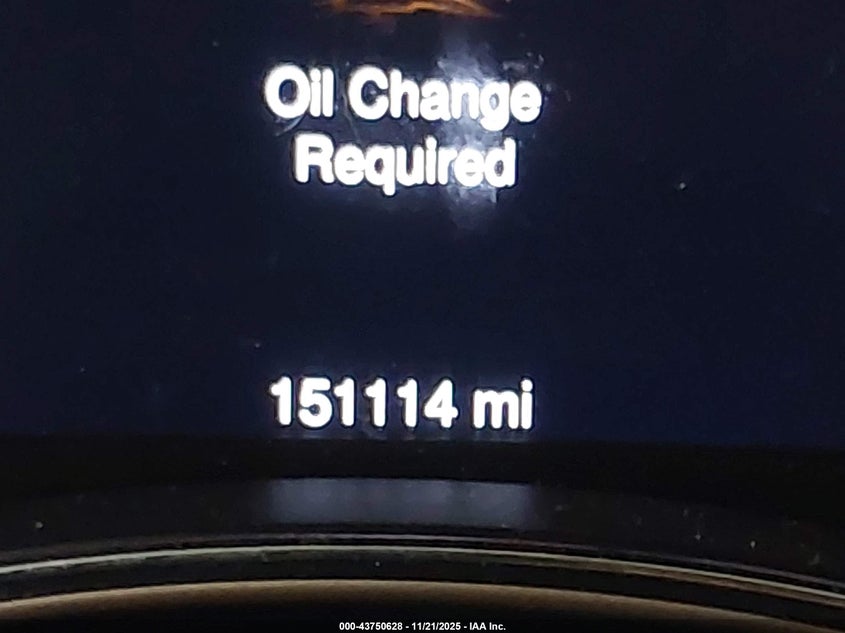 Oil Change
Required
151114 mi
000-43750628 - 11/21/2025 - IAA Inc.